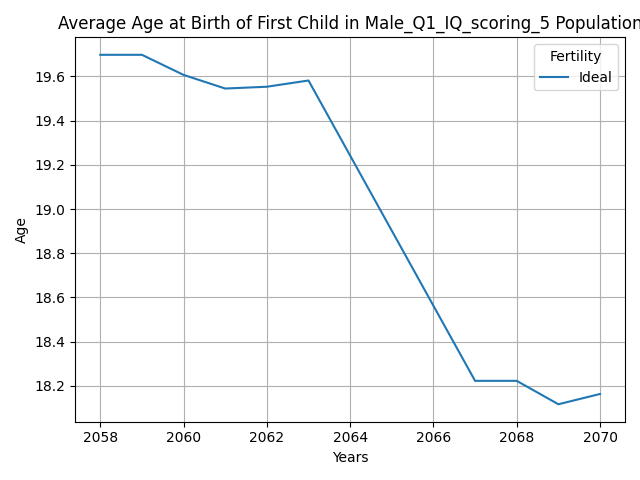 Average Age at Birth of First Child in Male_Q1_IQ_scoring_5 Population
Fertility
Ideal
Age
19.6
19.4
19.2
19.0
18.8
18.6
18.4
18.2
2058 2060 2062 2064 2066 2068 2070
Years